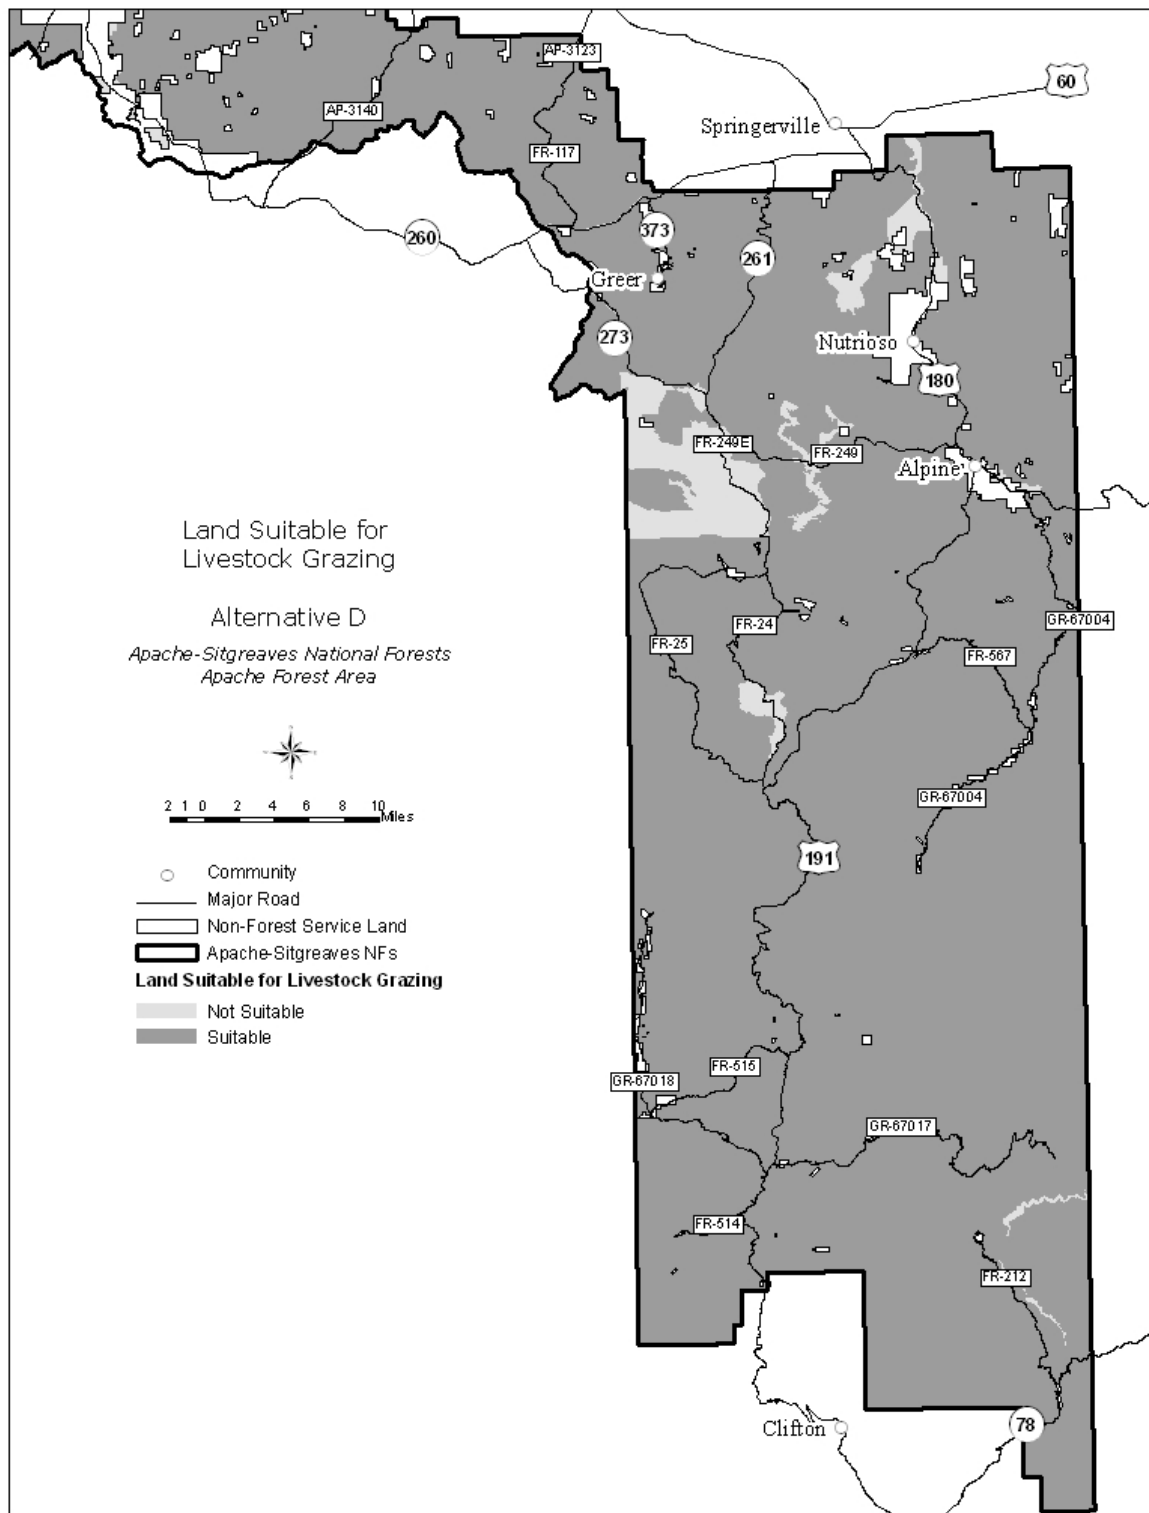 AP-3123
60
AP-3140
Springerville
FR-117
373
260
261
Greer
273
Nutrioso
180
FR-249E
FR-249
Alpine
Land Suitable for
Livestock Grazing
Alternative D
Apache-Sitgreaves National Forests
Apache Forest Area
GR-67004
FR-24
FR-25
FR-567
GR-67004
2 1 0 2 4 6 8 10
Miles
191
Community
Major Road
Non-Forest Service Land
Apache-Sitgreaves NFs
Land Suitable for Livestock Grazing
Not Suitable
Suitable
FR-515
GR-67018
GR-67017
FR-514
FR-212
Clifton
78